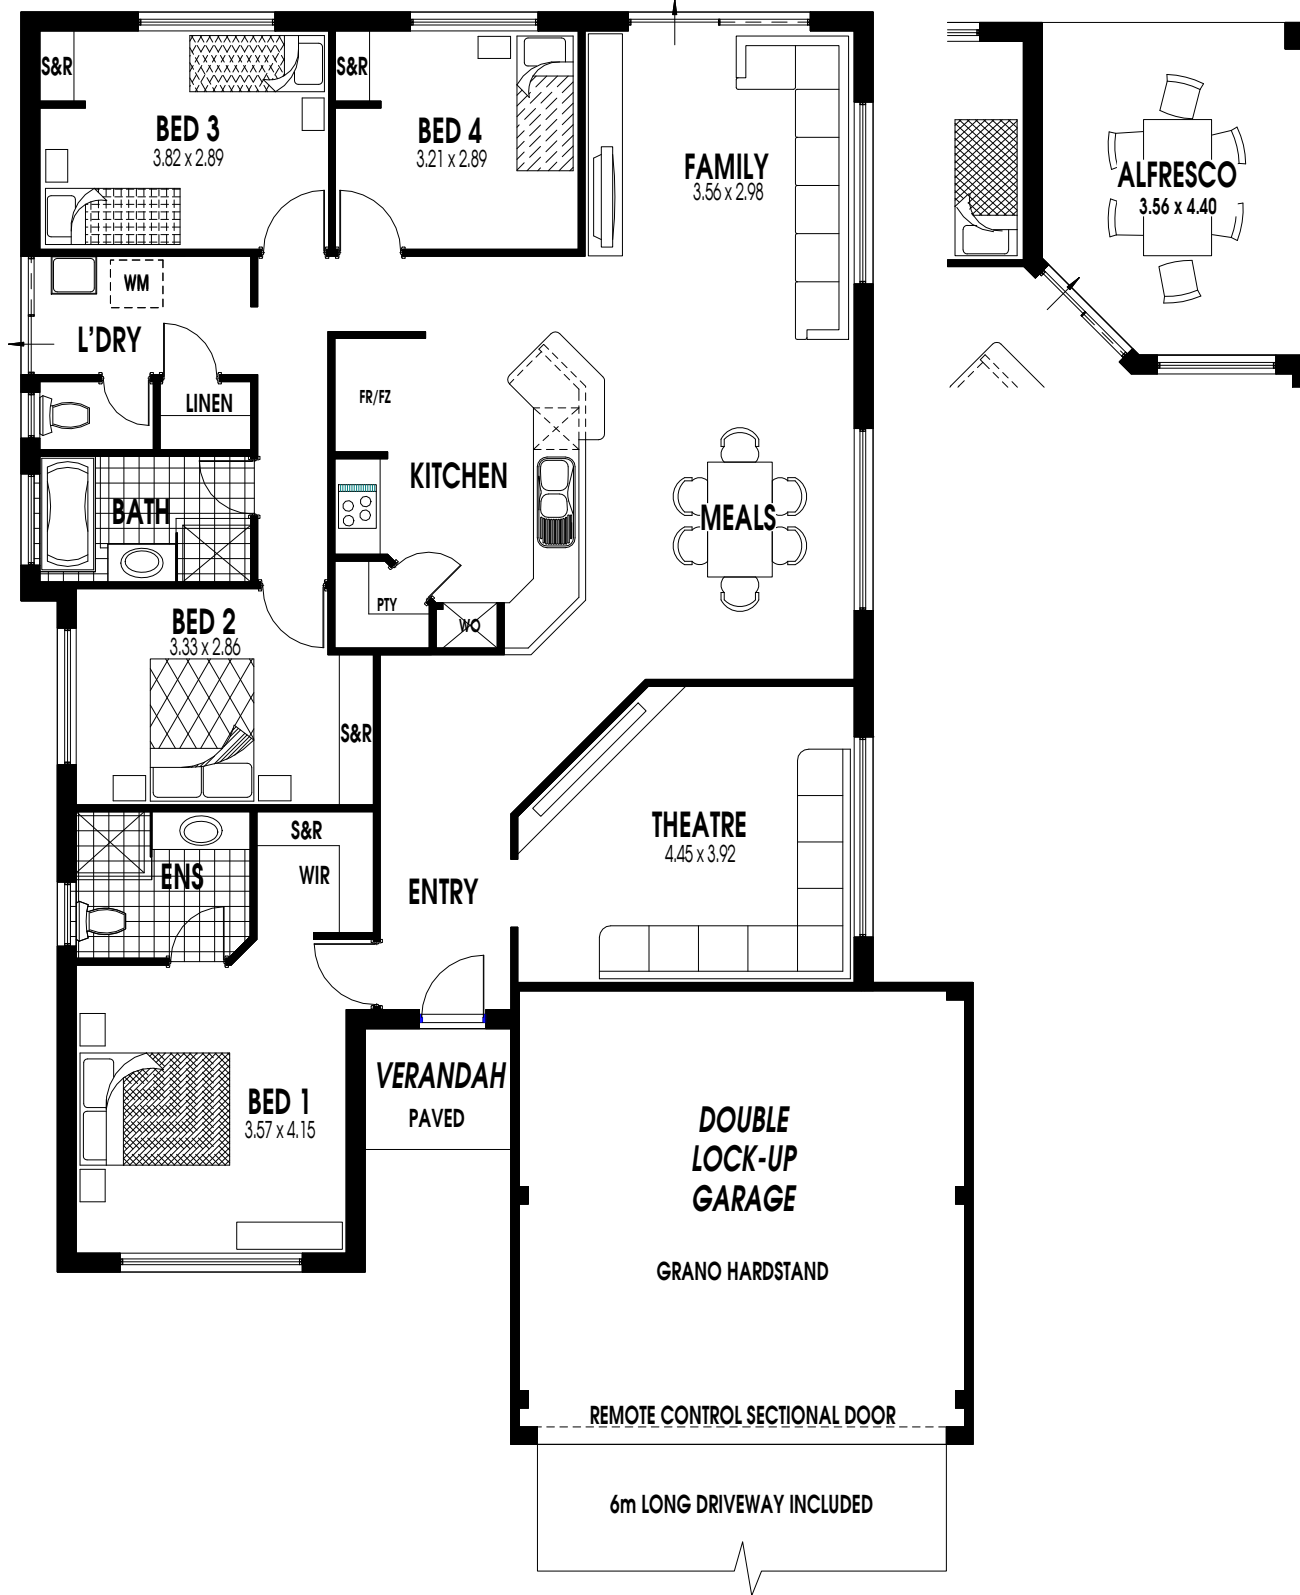 S&R
BED 3
3.82 x 2.89
S&R
BED 4
3.21 x 2.89
FAMILY
3.56 x 2.98
ALFRESCO
3.56 x 4.40
WM
L'DRY
LINEN
FR/FZ
KITCHEN
BATH
MEALS
PTY
WO
BED 2
3.33 x 2.86
S&R
S&R
WIR
ENS
ENTRY
THEATRE
4.45 x 3.92
VERANDAH
PAVED
BED 1
3.57 x 4.15
DOUBLE
LOCK-UP
GARAGE
GRANO HARDSTAND
REMOTE CONTROL SECTIONAL DOOR
6m LONG DRIVEWAY INCLUDED